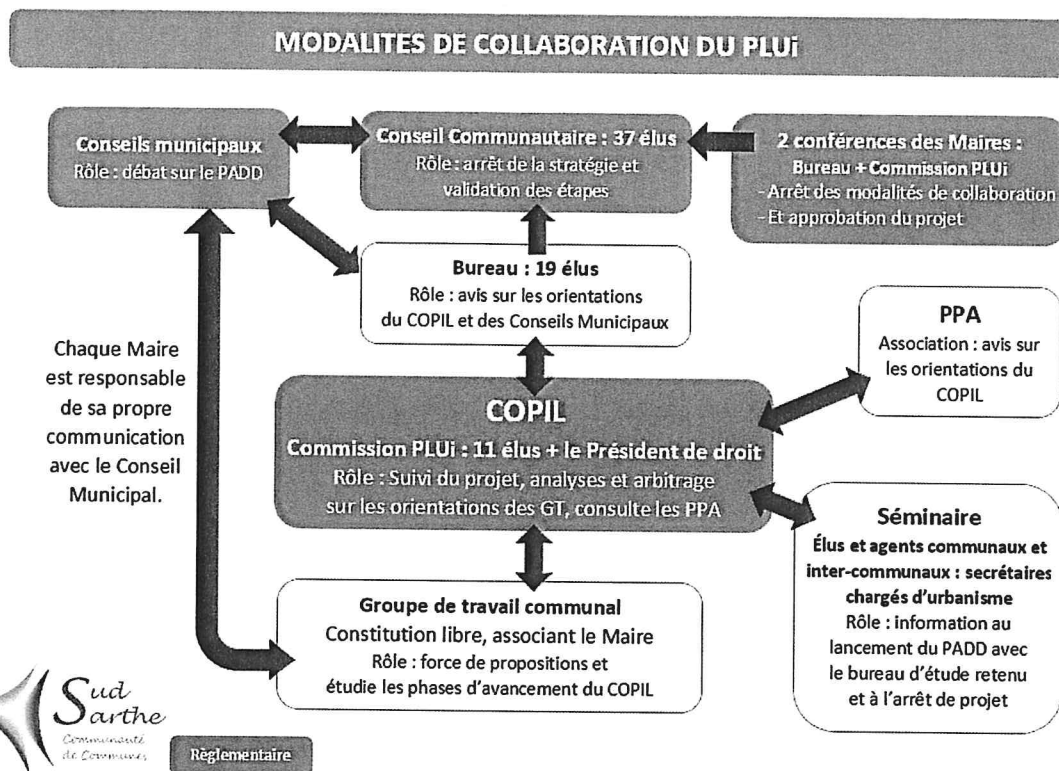 MODALITES DE COLLABORATION DU PLUi
Conseils municipaux
Rôle : débat sur le PADD
Conseil Communautaire : 37 élus
Rôle : arrêt de la stratégie et
validation des étapes
2 conférences des Maires :
Bureau + Commission PLUi
- Arrêt des modalités de collaboration
- Et approbation du projet
Bureau : 19 élus
Rôle : avis sur les orientations
du COPIL et des Conseils Municipaux
PPA
Association : avis sur
les orientations du
COPIL
Chaque Maire
est responsable
de sa propre
communication
avec le Conseil
Municipal.
COPIL
Commission PLUi : 11 élus + le Président de droit
Rôle : Suivi du projet, analyses et arbitrage
sur les orientations des GT, consulte les PPA
Séminaire
Élus et agents communaux et
inter-communaux : secrétaires
chargés d'urbanisme
Rôle : information au
lancement du PADD avec
le bureau d'étude retenu
et à l'arrêt de projet
Groupe de travail communal
Constitution libre, associant le Maire
Rôle : force de propositions et
étudie les phases d'avancement du COPIL
Sud
Sarthe
Communauté
de Communes
Règlementaire